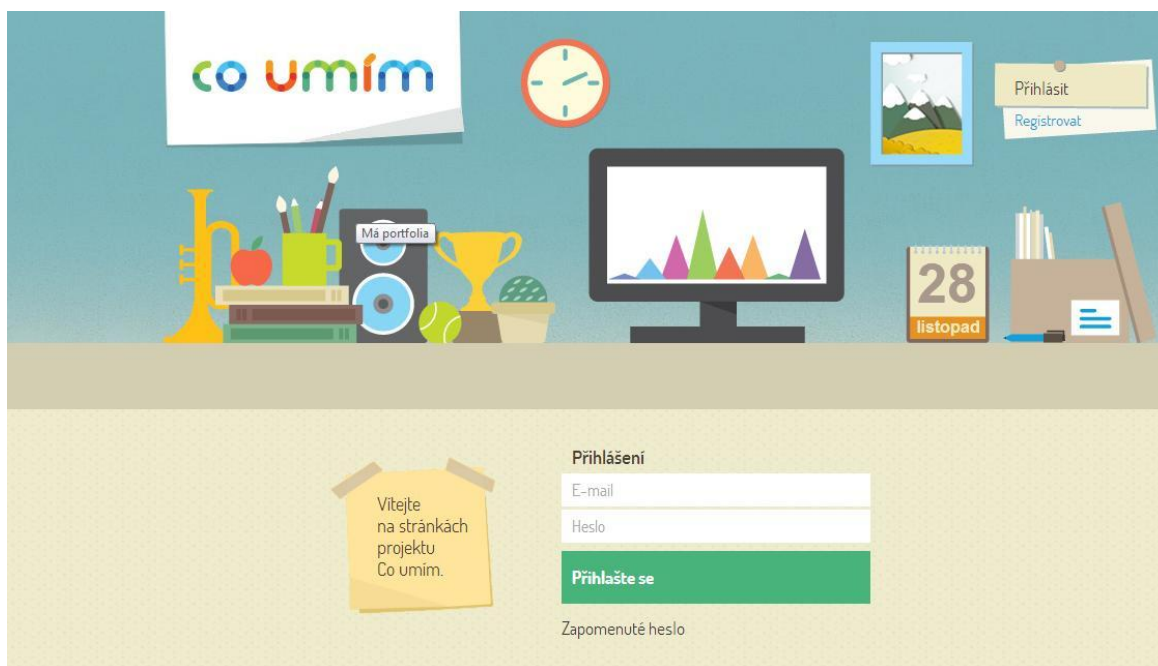 co umím
Přihlásit
Registrovat
Má portfolia
28
listopad
Přihlášení
E-mail
Heslo
Přihlašte se
Zapomenuté heslo
Vítejte
na stránkách
projektu
Co umím.